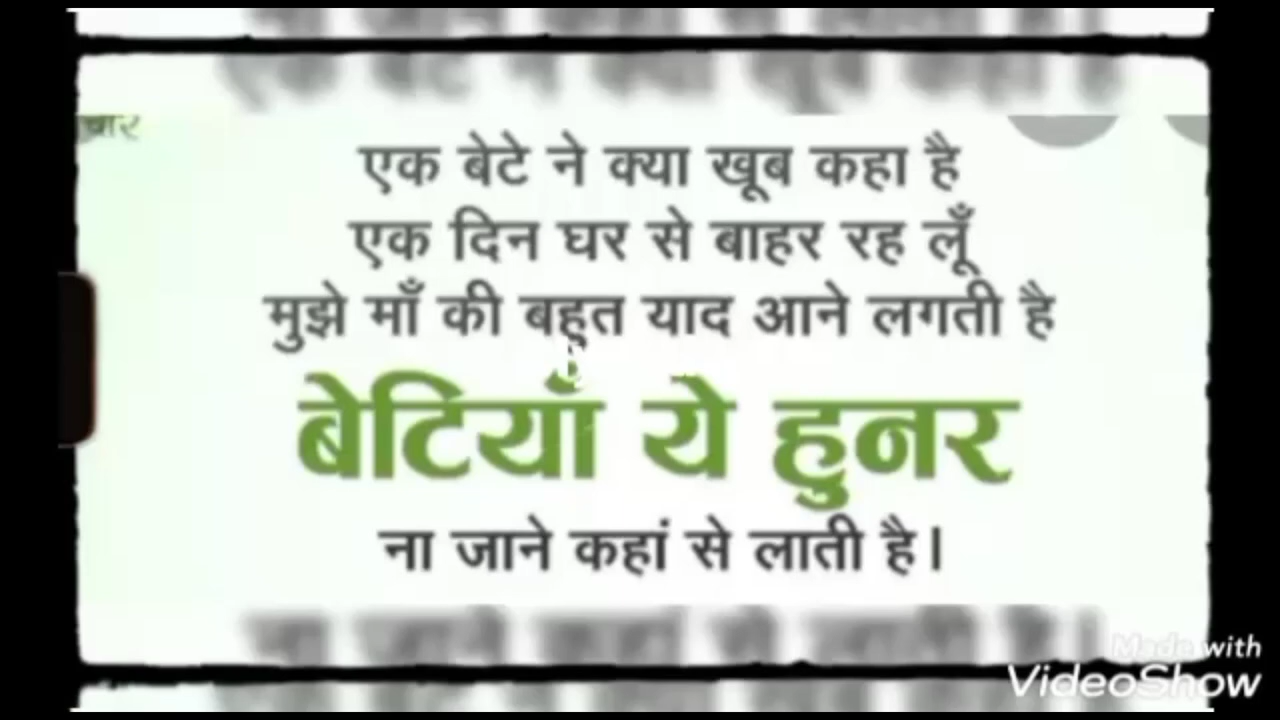 एक बेटे ने क्या खूब कहा है
एक दिन घर से बाहर रह लूँ
मुझे माँ की बहुत याद आने लगती है
बेटियाँ ये हुनर
ना जाने कहां से लाती है।
Made with
VideoShow